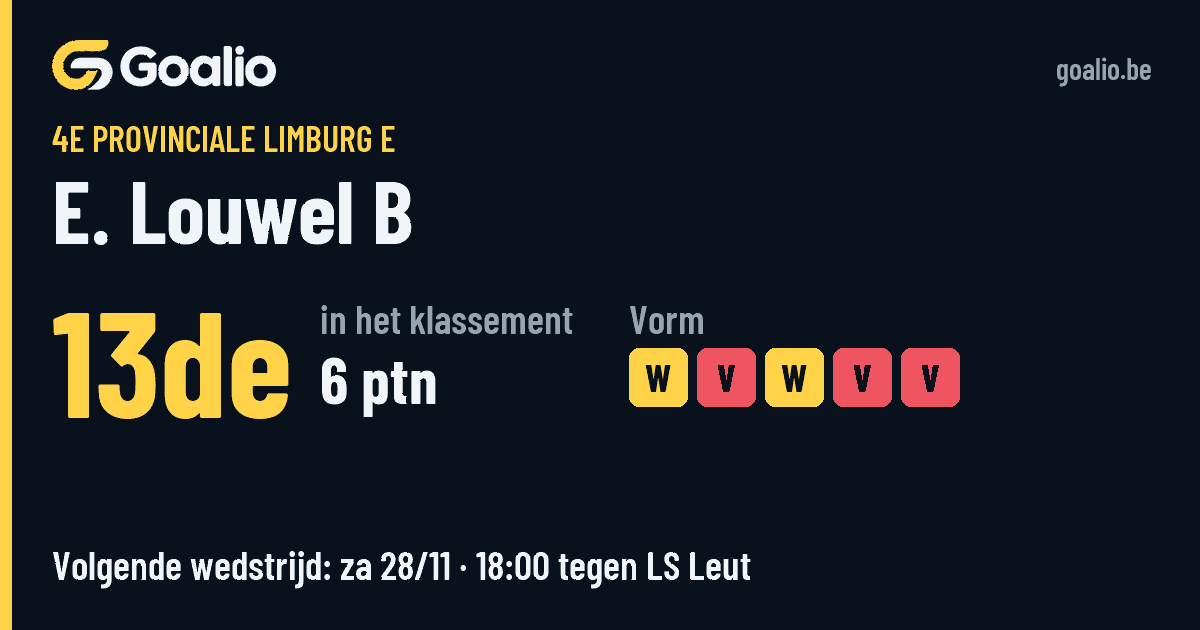 Goalio
goalio.be
4E PROVINCIALE LIMBURG E
E. Louwel B
13de
in het klassement
6 ptn
Vorm
W V W V V
Volgende wedstrijd: za 28/11 · 18:00 tegen LS Leut